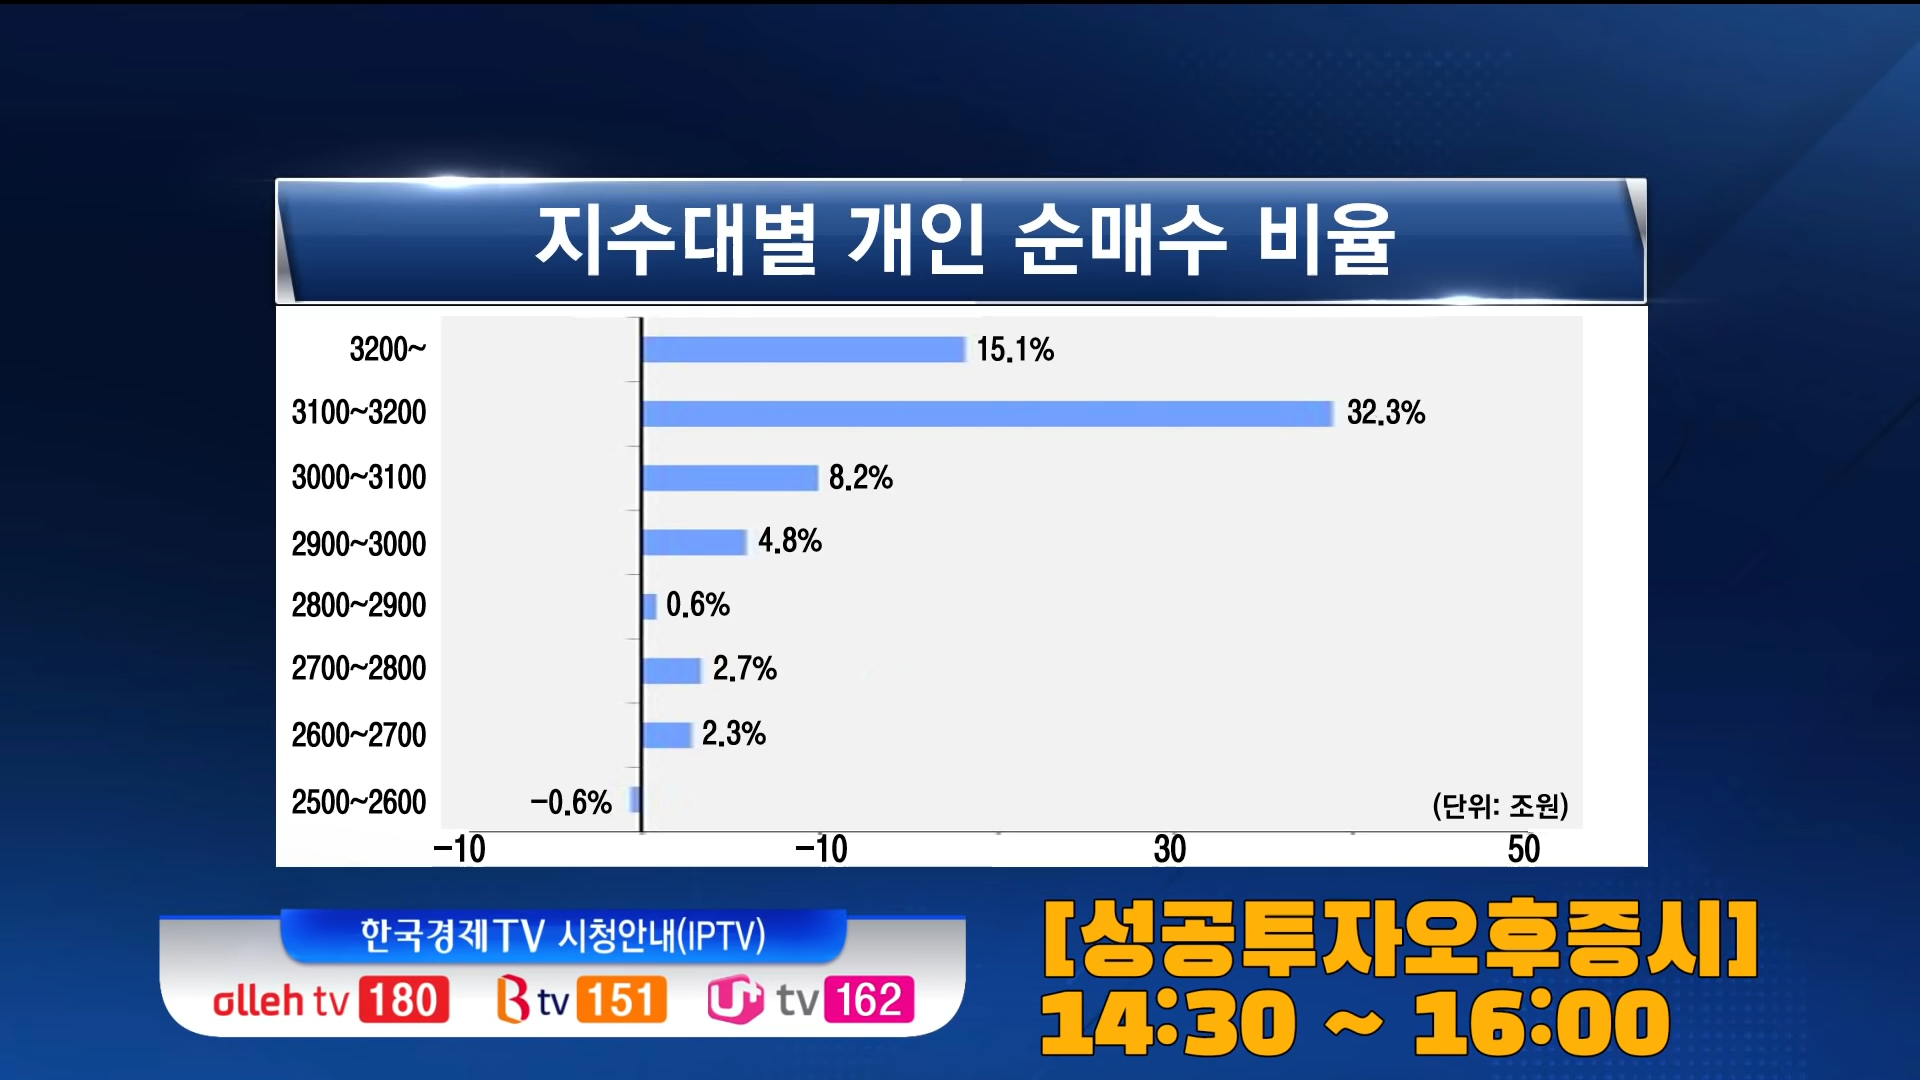 지수대별 개인 순매수 비율
3200~ 15.1%
3100~3200 32.3%
3000~3100 8.2%
2900~3000 4.8%
2800~2900 0.6%
2700~2800 2.7%
2600~2700 2.3%
2500~2600 -0.6%
(단위: 조원)
-10 -10 30 50
한국경제TV 시청안내(IPTV)
olleh tv 180 B tv 151 U+ tv 162
[성공투자오후증시]
14:30 ~ 16:00